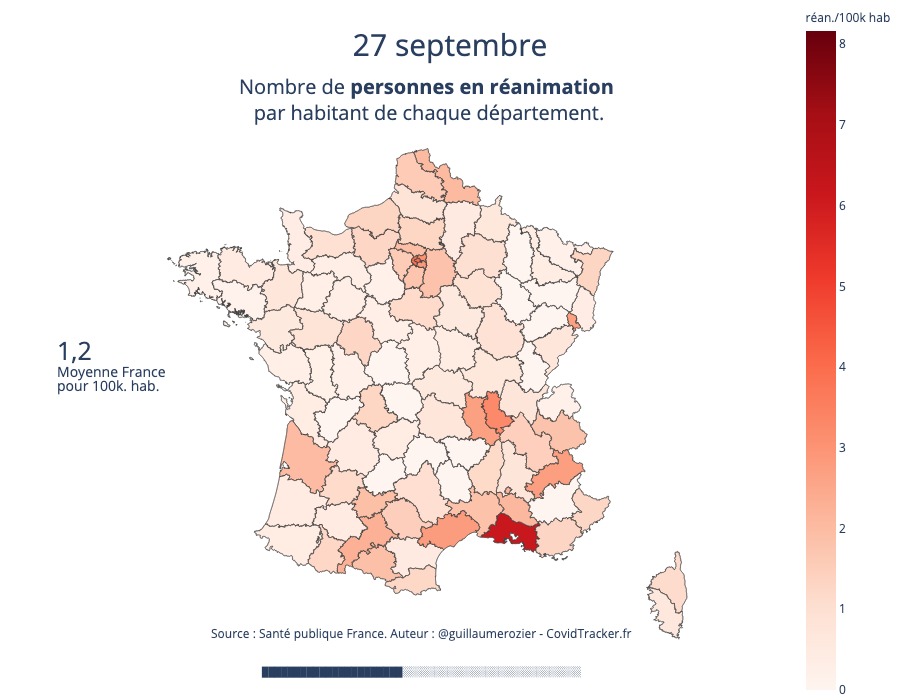 réan./100k hab
27 septembre
Nombre de personnes en réanimation
par habitant de chaque département.
8
7
6
5
4
3
2
1
0
1,2
Moyenne France
pour 100k. hab.
Source : Santé publique France. Auteur : @guillaumerozier - CovidTracker.fr